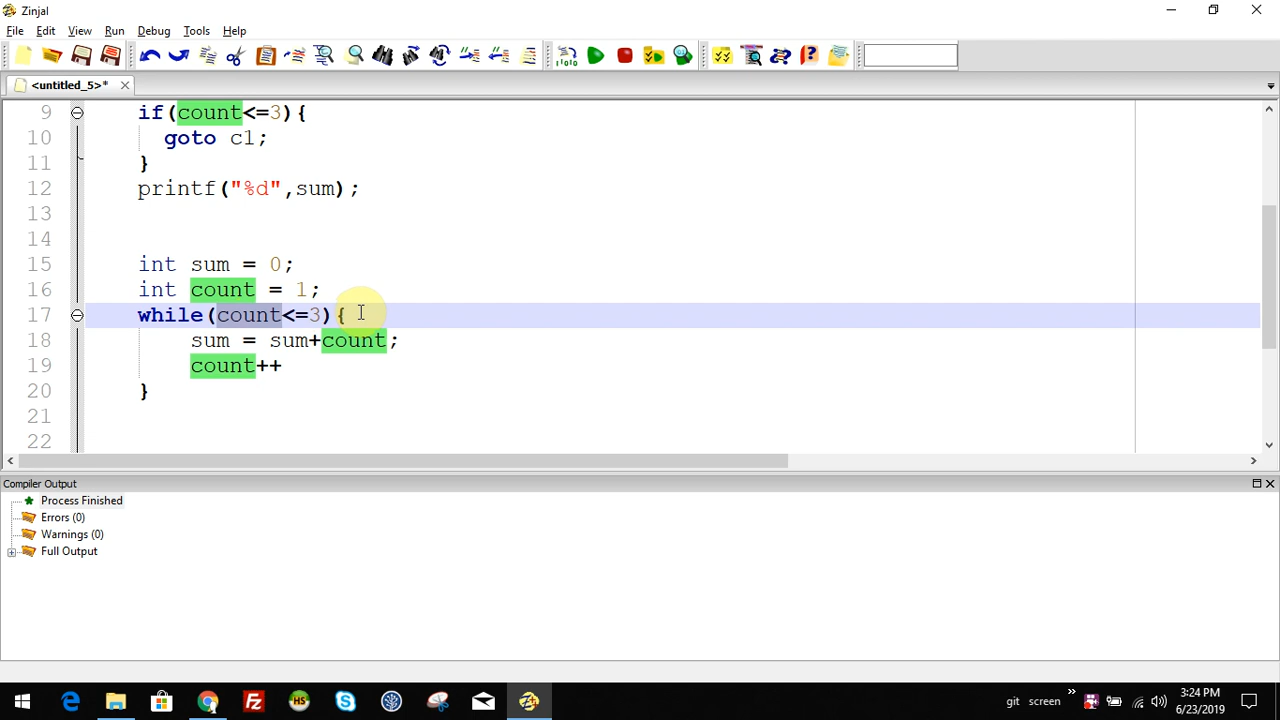 Zinjal
File Edit View Run Debug Tools Help
<untitled_5>*
9 if(count<=3){
10 goto c1;
11 }
12 printf("%d",sum);
13
14
15 int sum = 0;
16 int count = 1;
17 while(count<=3){
18 sum = sum+count;
19 count++
20 }
21
22
Compiler Output
Process Finished
Errors (0)
Warnings (0)
Full Output
git screen
3:24 PM
6/23/2019